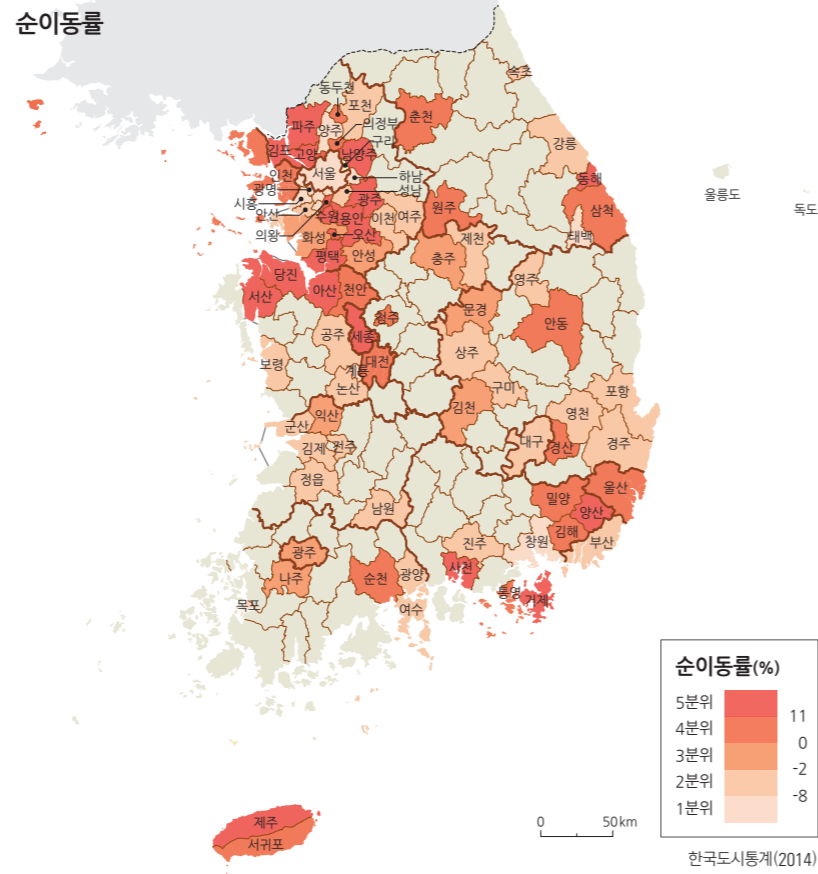 순이동률
속초
동두천
포천
춘천
파주
양주
의정부
강릉
구리
김포
고양
남양주
서울
인천
하남
동해
광명
성남
울릉도
시흥
광주
독도
안산
수원
용인
이천
여주
원주
삼척
의왕
화성
오산
태백
제천
평택
안성
충주
당진
영주
서산
아산
천안
문경
청주
안동
공주
세종
상주
보령
대전
계룡
논산
구미
포항
익산
김천
영천
군산
대구
경산
경주
김제
전주
정읍
울산
밀양
남원
양산
김해
진주
창원
부산
광주
사천
나주
순천
광양
통영
거제
목포
여수
순이동률(%)
5분위
11
4분위
0
3분위
-2
2분위
-8
1분위
제주
서귀포
0 50km
한국도시통계(2014)